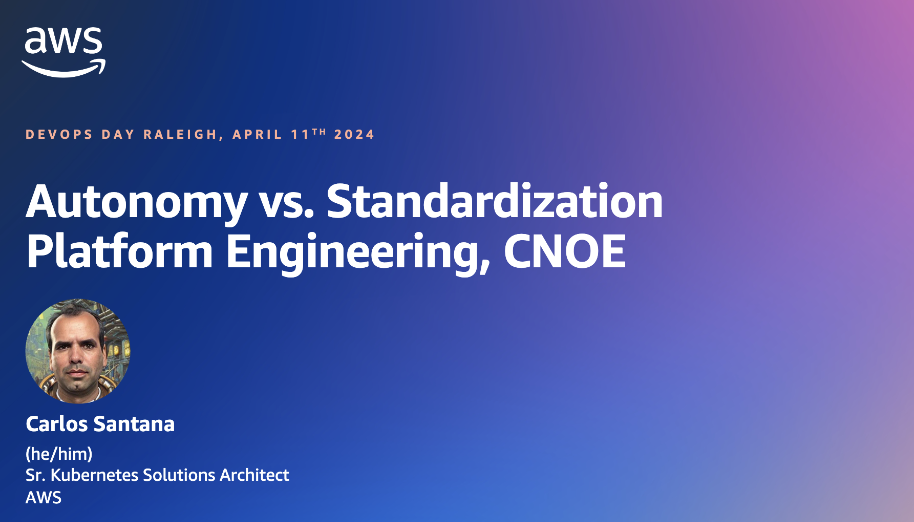 aws
DEVOPS DAY RALEIGH, APRIL 11TH 2024
Autonomy vs. Standardization
Platform Engineering, CNOE
Carlos Santana
(he/him)
Sr. Kubernetes Solutions Architect
AWS